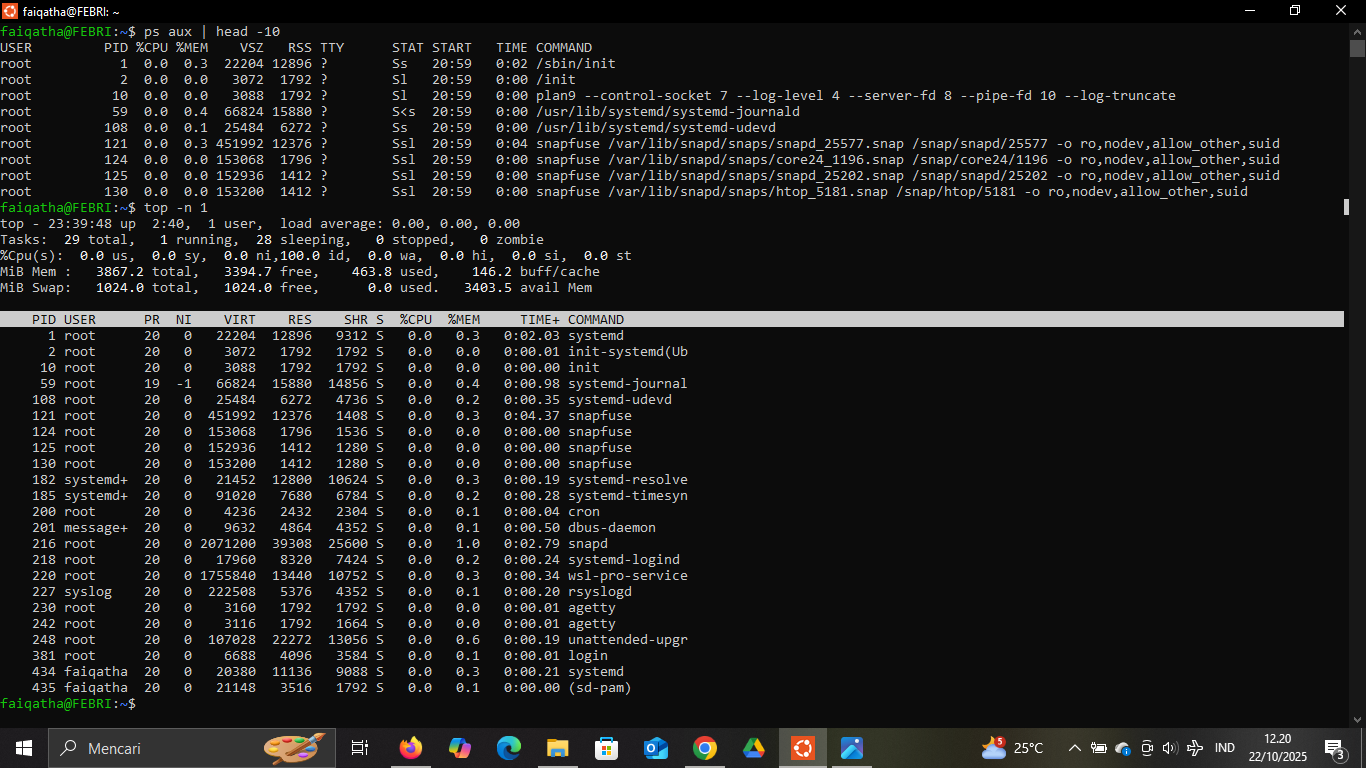 faiqatha@FEBRI: ~
faiqatha@FEBRI:~$ ps aux | head -10
USER         PID %CPU %MEM    VSZ   RSS TTY      STAT START   TIME COMMAND
root           1  0.0  0.3  22204 12896 ?        Ss   20:59   0:02 /sbin/init
root           2  0.0  0.0   3072  1792 ?        Sl   20:59   0:00 /init
root          10  0.0  0.0   3088  1792 ?        Sl   20:59   0:00 plan9 --control-socket 7 --log-level 4 --server-fd 8 --pipe-fd 10 --log-truncate
root          59  0.0  0.4  66824 15880 ?        S<s  20:59   0:00 /usr/lib/systemd/systemd-journald
root         108  0.0  0.1  25484  6272 ?        Ss   20:59   0:00 /usr/lib/systemd/systemd-udevd
root         121  0.0  0.3 451992 12376 ?        Ssl  20:59   0:04 snapfuse /var/lib/snapd/snaps/snapd_25577.snap /snap/snapd/25577 -o ro,nodev,allow_other,suid
root         124  0.0  0.0 153068  1796 ?        Ssl  20:59   0:00 snapfuse /var/lib/snapd/snaps/core24_1196.snap /snap/core24/1196 -o ro,nodev,allow_other,suid
root         125  0.0  0.0 152936  1412 ?        Ssl  20:59   0:00 snapfuse /var/lib/snapd/snaps/snapd_25202.snap /snap/snapd/25202 -o ro,nodev,allow_other,suid
root         130  0.0  0.0 153200  1412 ?        Ssl  20:59   0:00 snapfuse /var/lib/snapd/snaps/htop_5181.snap /snap/htop/5181 -o ro,nodev,allow_other,suid
faiqatha@FEBRI:~$ top -n 1
top - 23:39:48 up  2:40,  1 user,  load average: 0.00, 0.00, 0.00
Tasks:  29 total,   1 running,  28 sleeping,   0 stopped,   0 zombie
%Cpu(s):  0.0 us,  0.0 sy,  0.0 ni,100.0 id,  0.0 wa,  0.0 hi,  0.0 si,  0.0 st
MiB Mem :   3867.2 total,   3394.7 free,    463.8 used,    146.2 buff/cache
MiB Swap:   1024.0 total,   1024.0 free,      0.0 used.   3403.5 avail Mem
PID USER      PR  NI    VIRT    RES    SHR S  %CPU  %MEM     TIME+ COMMAND
1 root      20   0   22204  12896   9312 S   0.0   0.3   0:02.03 systemd
2 root      20   0    3072   1792   1792 S   0.0   0.0   0:00.01 init-systemd(Ub
10 root      20   0    3088   1792   1792 S   0.0   0.0   0:00.00 init
59 root      19  -1   66824  15880  14856 S   0.0   0.4   0:00.98 systemd-journal
108 root      20   0   25484   6272   4736 S   0.0   0.2   0:00.35 systemd-udevd
121 root      20   0  451992  12376   1408 S   0.0   0.3   0:04.37 snapfuse
124 root      20   0  153068   1796   1536 S   0.0   0.0   0:00.00 snapfuse
125 root      20   0  152936   1412   1280 S   0.0   0.0   0:00.00 snapfuse
130 root      20   0  153200   1412   1280 S   0.0   0.0   0:00.00 snapfuse
182 systemd+  20   0   21452  12800  10624 S   0.0   0.3   0:00.19 systemd-resolve
185 systemd+  20   0   91020   7680   6784 S   0.0   0.2   0:00.28 systemd-timesyn
200 root      20   0    4236   2432   2304 S   0.0   0.1   0:00.04 cron
201 message+  20   0    9632   4864   4352 S   0.0   0.1   0:00.50 dbus-daemon
216 root      20   0 2071200  39308  25600 S   0.0   1.0   0:02.79 snapd
218 root      20   0   17960   8320   7424 S   0.0   0.2   0:00.24 systemd-logind
220 root      20   0 1755840  13440  10752 S   0.0   0.3   0:00.34 wsl-pro-service
227 syslog    20   0  222508   5376   4352 S   0.0   0.1   0:00.20 rsyslogd
230 root      20   0    3160   1792   1792 S   0.0   0.0   0:00.01 agetty
242 root      20   0    3116   1792   1664 S   0.0   0.0   0:00.01 agetty
248 root      20   0  107028  22272  13056 S   0.0   0.6   0:00.19 unattended-upgr
381 root      20   0    6688   4096   3584 S   0.0   0.1   0:00.01 login
434 faiqatha  20   0   20380  11136   9088 S   0.0   0.3   0:00.21 systemd
435 faiqatha  20   0   21148   3516   1792 S   0.0   0.1   0:00.00 (sd-pam)
faiqatha@FEBRI:~$
Mencari
5
25°C
IND
12.20
22/10/2025
3